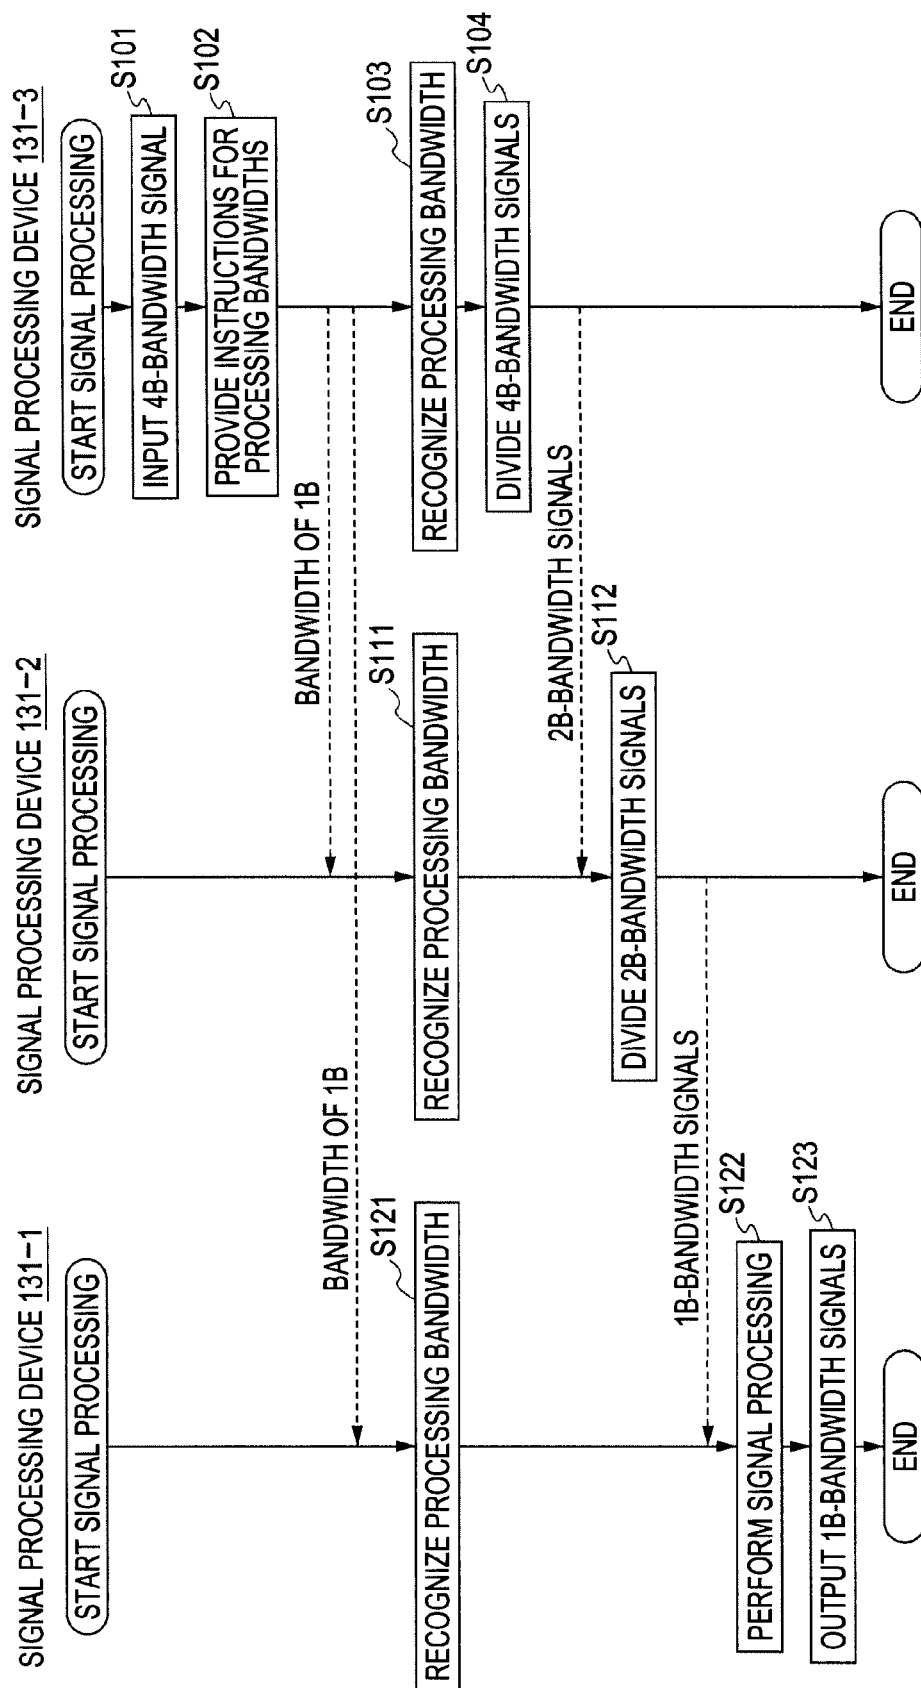 SIGNAL PROCESSING DEVICE 131-1
START SIGNAL PROCESSING
BANDWIDTH OF 1B
S121
RECOGNIZE PROCESSING BANDWIDTH
1B-BANDWIDTH SIGNALS
S122
PERFORM SIGNAL PROCESSING
S123
OUTPUT 1B-BANDWIDTH SIGNALS
END
SIGNAL PROCESSING DEVICE 131-2
START SIGNAL PROCESSING
BANDWIDTH OF 1B
S111
RECOGNIZE PROCESSING BANDWIDTH
2B-BANDWIDTH SIGNALS
S112
DIVIDE 2B-BANDWIDTH SIGNALS
END
SIGNAL PROCESSING DEVICE 131-3
START SIGNAL PROCESSING
S101
INPUT 4B-BANDWIDTH SIGNAL
S102
PROVIDE INSTRUCTIONS FOR
PROCESSING BANDWIDTHS
S103
RECOGNIZE PROCESSING BANDWIDTH
S104
DIVIDE 4B-BANDWIDTH SIGNALS
END